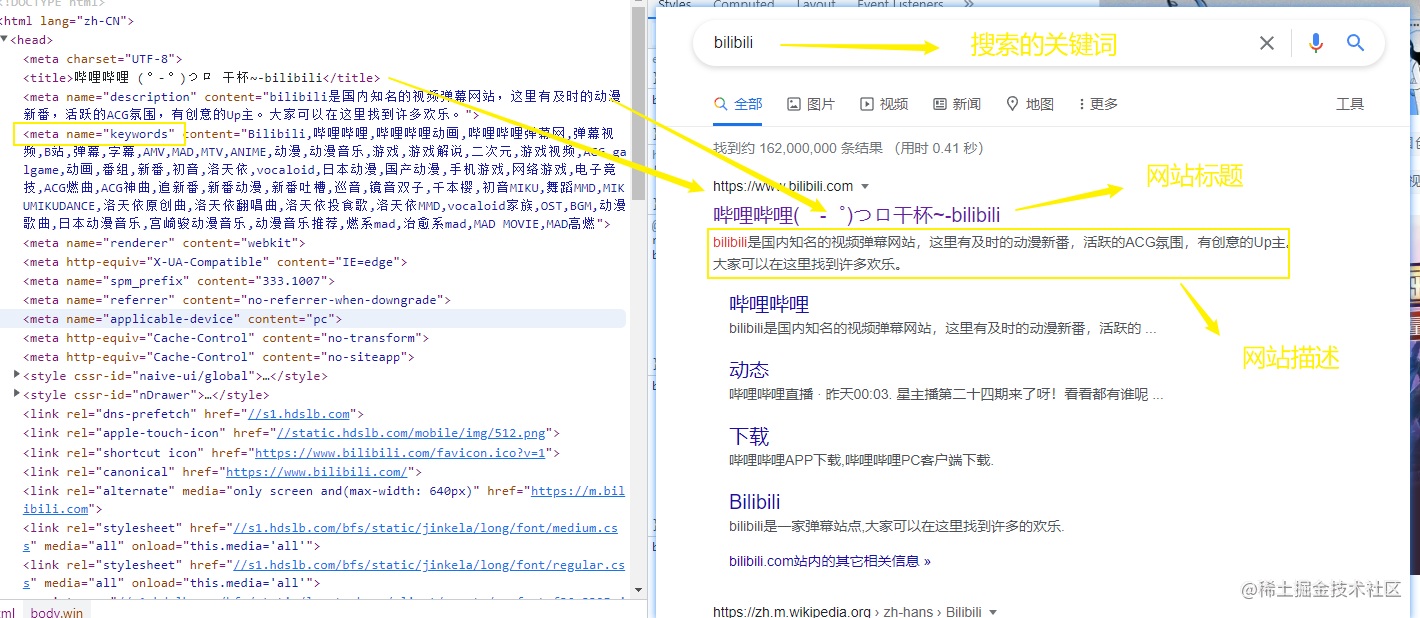 <!DOCTYPE html>
<html lang="zh-CN">
<head>
<meta charset="UTF-8">
<title>哔哩哔哩 (゜-゜)つロ 干杯~-bilibili</title>
<meta name="description" content="bilibili是国内知名的视频弹幕网站，这里有及时的动漫
新番，活跃的ACG氛围，有创意的Up主。大家可以在这里找到许多欢乐。">
<meta name="keywords" content="Bilibili,哔哩哔哩,哔哩哔哩动画,哔哩哔哩弹幕网,弹幕视
频,B站,弹幕,字幕,AMV,MAD,MTV,ANIME,动漫,动漫音乐,游戏,游戏解说,二次元,游戏视频,ACG,ga
lgame,动画,番组,新番,初音,洛天依,vocaloid,日本动漫,国产动漫,手机游戏,网络游戏,电子竞
技,ACG燃曲,ACG神曲,追新番,新番动漫,新番吐槽,巡音,镜音双子,千本樱,初音MIKU,舞蹈MMD,MIK
UMIKUDANCE,洛天依原创曲,洛天依翻唱曲,洛天依投食歌,洛天依MMD,vocaloid家族,OST,BGM,动漫
歌曲,日本动漫音乐,宫崎骏动漫音乐,动漫音乐推荐,燃系mad,治愈系mad,MAD MOVIE,MAD高燃">
<meta name="renderer" content="webkit">
<meta http-equiv="X-UA-Compatible" content="IE=edge">
<meta name="spm_prefix" content="333.1007">
<meta name="referrer" content="no-referrer-when-downgrade">
<meta name="applicable-device" content="pc">
<meta http-equiv="Cache-Control" content="no-transform">
<meta http-equiv="Cache-Control" content="no-siteapp">
<style cssr-id="naive-ui/global">…</style>
<style cssr-id="nDrawer">…</style>
<link rel="dns-prefetch" href="//s1.hdslb.com">
<link rel="apple-touch-icon" href="//static.hdslb.com/mobile/img/512.png">
<link rel="shortcut icon" href="https://www.bilibili.com/favicon.ico?v=1">
<link rel="canonical" href="https://www.bilibili.com/">
<link rel="alternate" media="only screen and(max-width: 640px)" href="https://m.bil
ibili.com">
<link rel="stylesheet" href="//s1.hdslb.com/bfs/static/jinkela/long/font/medium.cs
s" media="all" onload="this.media='all'">
<link rel="stylesheet" href="//s1.hdslb.com/bfs/static/jinkela/long/font/regular.cs
s" media="all" onload="this.media='all'">
body.win
Styles Computed Layout Event Listeners »
bilibili 搜索的关键词
全部 图片 视频 新闻 地图 更多 工具
找到约 162,000,000 条结果 （用时 0.41 秒）
https://www.bilibili.com
网站标题
哔哩哔哩( ゜- ゜)つロ干杯~-bilibili
bilibili是国内知名的视频弹幕网站，这里有及时的动漫新番，活跃的ACG氛围，有创意的Up主.
大家可以在这里找到许多欢乐。
哔哩哔哩
bilibili是国内知名的视频弹幕网站，这里有及时的动漫新番，活跃的 ...
网站描述
动态
哔哩哔哩直播 · 昨天00:03. 星主播第二十四期来了呀！看看都有谁呢 ...
下载
哔哩哔哩APP下载,哔哩哔哩PC客户端下载.
Bilibili
bilibili是一家弹幕站点,大家可以在这里找到许多的欢乐.
bilibili.com站内的其它相关信息 »
@稀土掘金技术社区
https://zh.m.wikipedia.org › zh-hans › Bilibili